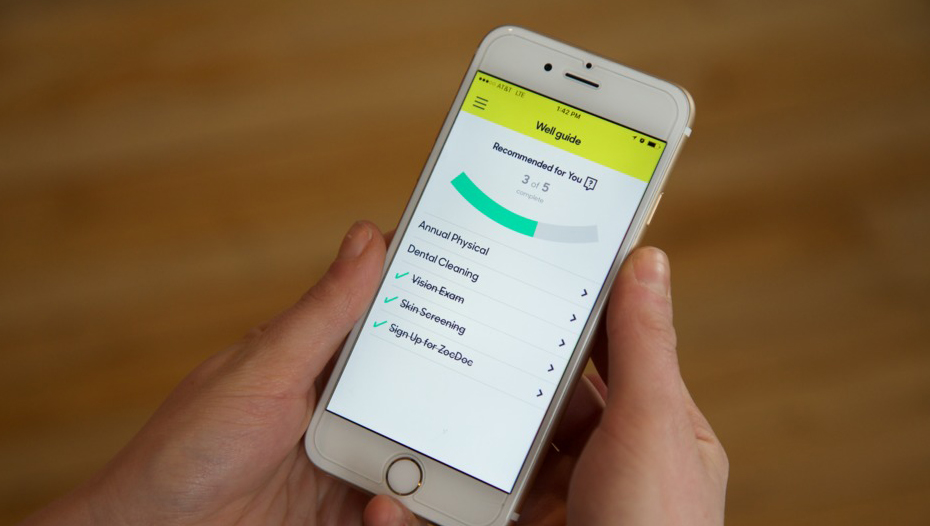 AT&T LTE
1:42 PM
Well guide
Recommended for You
3 of 5
complete
Annual Physical
Dental Cleaning
Vision Exam
Skin Screening
Sign Up for ZocDoc